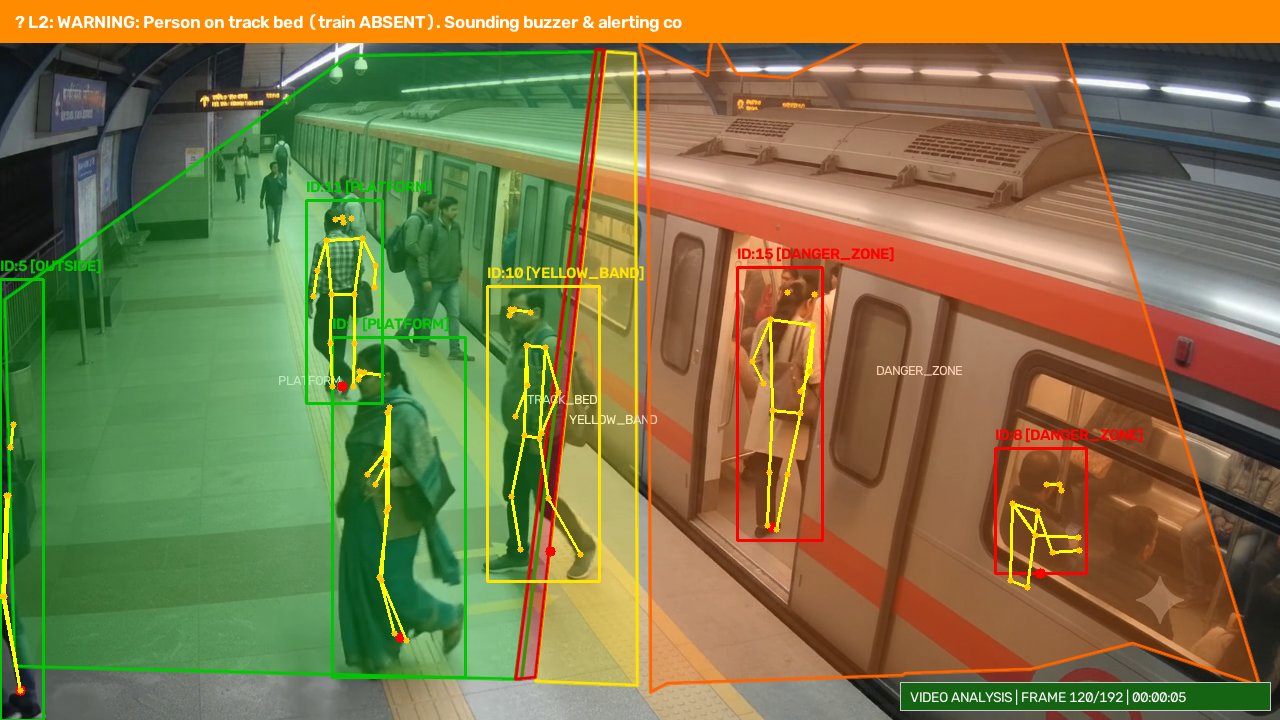 ? L2: WARNING: Person on track bed (train ABSENT). Sounding buzzer & alerting co
ID:11 [PLATFORM]
ID:5 [OUTSIDE]
ID:15 [DANGER_ZONE]
ID:10 [YELLOW_BAND]
[PLATFORM]
DANGER_ZONE
PLATFORM
TRACK_BED
YELLOW_BAND
ID:8 [DANGER_ZONE]
VIDEO ANALYSIS | FRAME 120/192 | 00:00:05